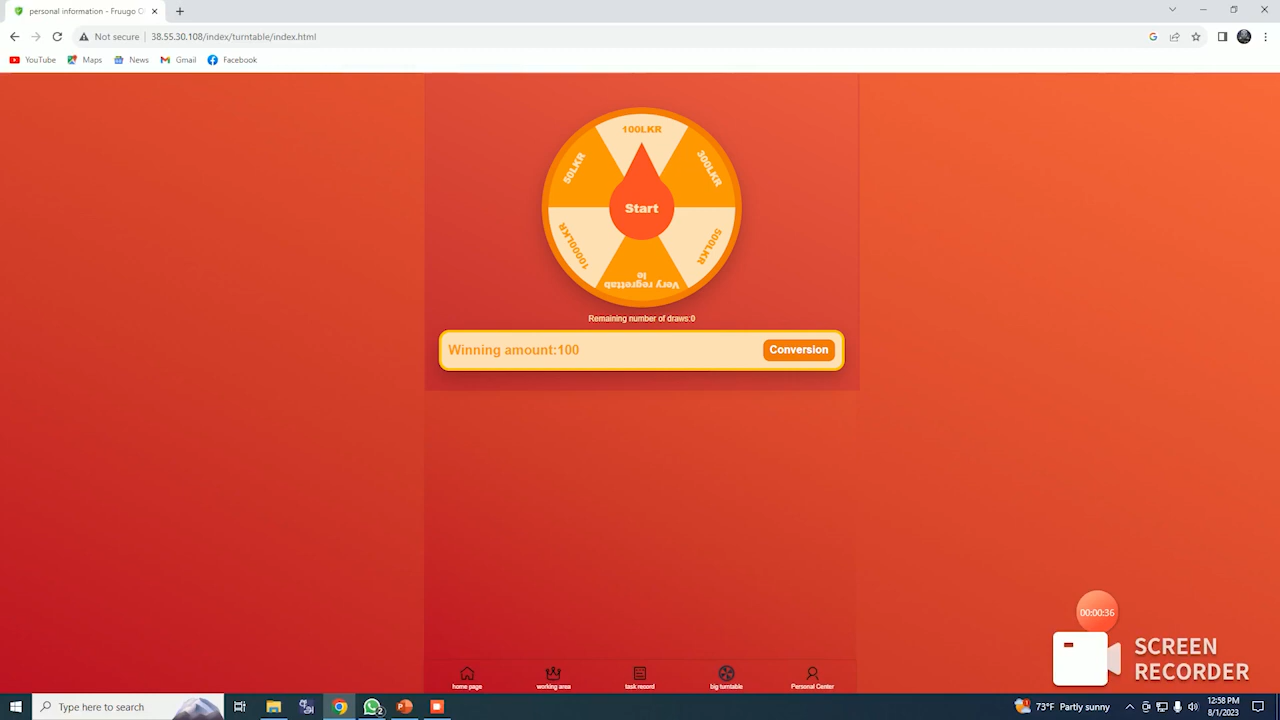 personal information - Fruugo C
Not secure
38.55.30.108/index/turntable/index.html
YouTube
Maps
News
Gmail
Facebook
100LKR
300LKR
500LKR
Very regrettab
le
10000LKR
50LKR
Start
Remaining number of draws:0
Winning amount:100
Conversion
home page
working area
task record
big turntable
Personal Center
00:00:36
SCREEN
RECORDER
Type here to search
2
73°F Partly sunny
12:58 PM
8/1/2023